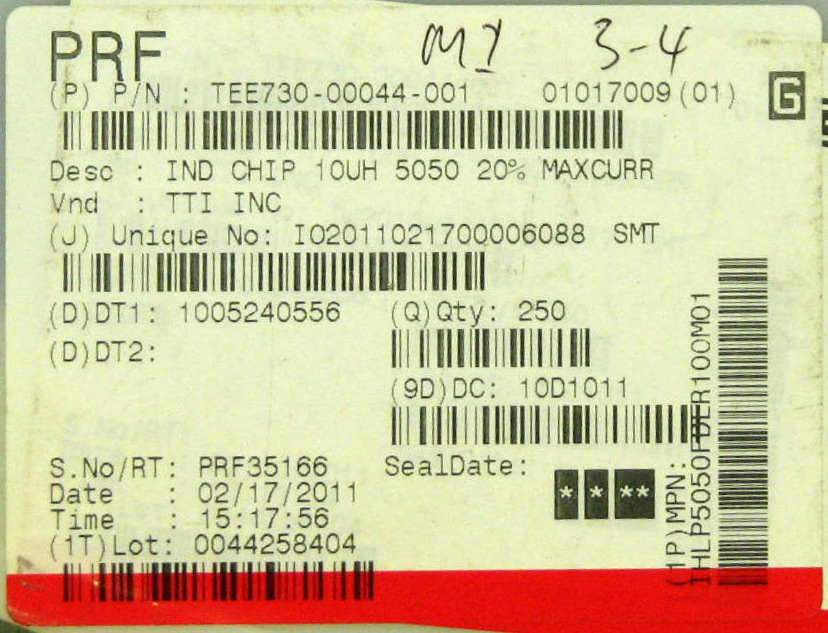 PRF
MI 3-4
(P) P/N : TEE730-00044-001 01017009(01)
G
Desc : IND CHIP 10UH 5050 20% MAXCURR
Vnd : TTI INC
(J) Unique No: IO2011021700006088 SMT
(D)DT1: 1005240556 (Q)Qty: 250
(D)DT2:
(9D)DC: 10D1011
S.No/RT: PRF35166 SealDate:
* * **
Date : 02/17/2011
Time : 15:17:56
(1T)Lot: 0044258404
(1P)MPN:
IHLP5050FDER100M01